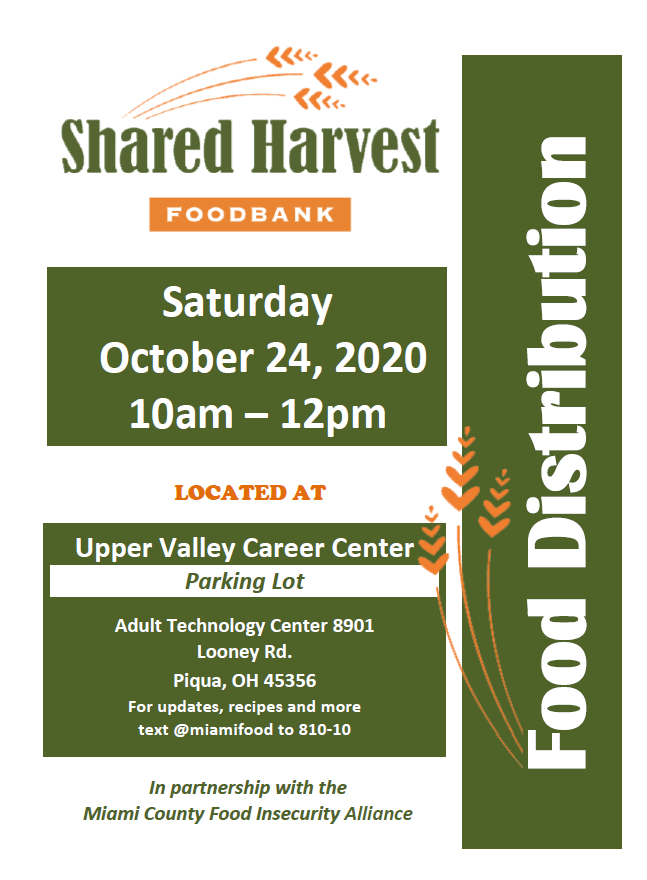 Shared Harvest
FOODBANK
Saturday
October 24, 2020
10am – 12pm
LOCATED AT
Upper Valley Career Center
Parking Lot
Adult Technology Center 8901
Looney Rd.
Piqua, OH 45356
For updates, recipes and more
text @miamifood to 810-10
In partnership with the
Miami County Food Insecurity Alliance
Food Distribution